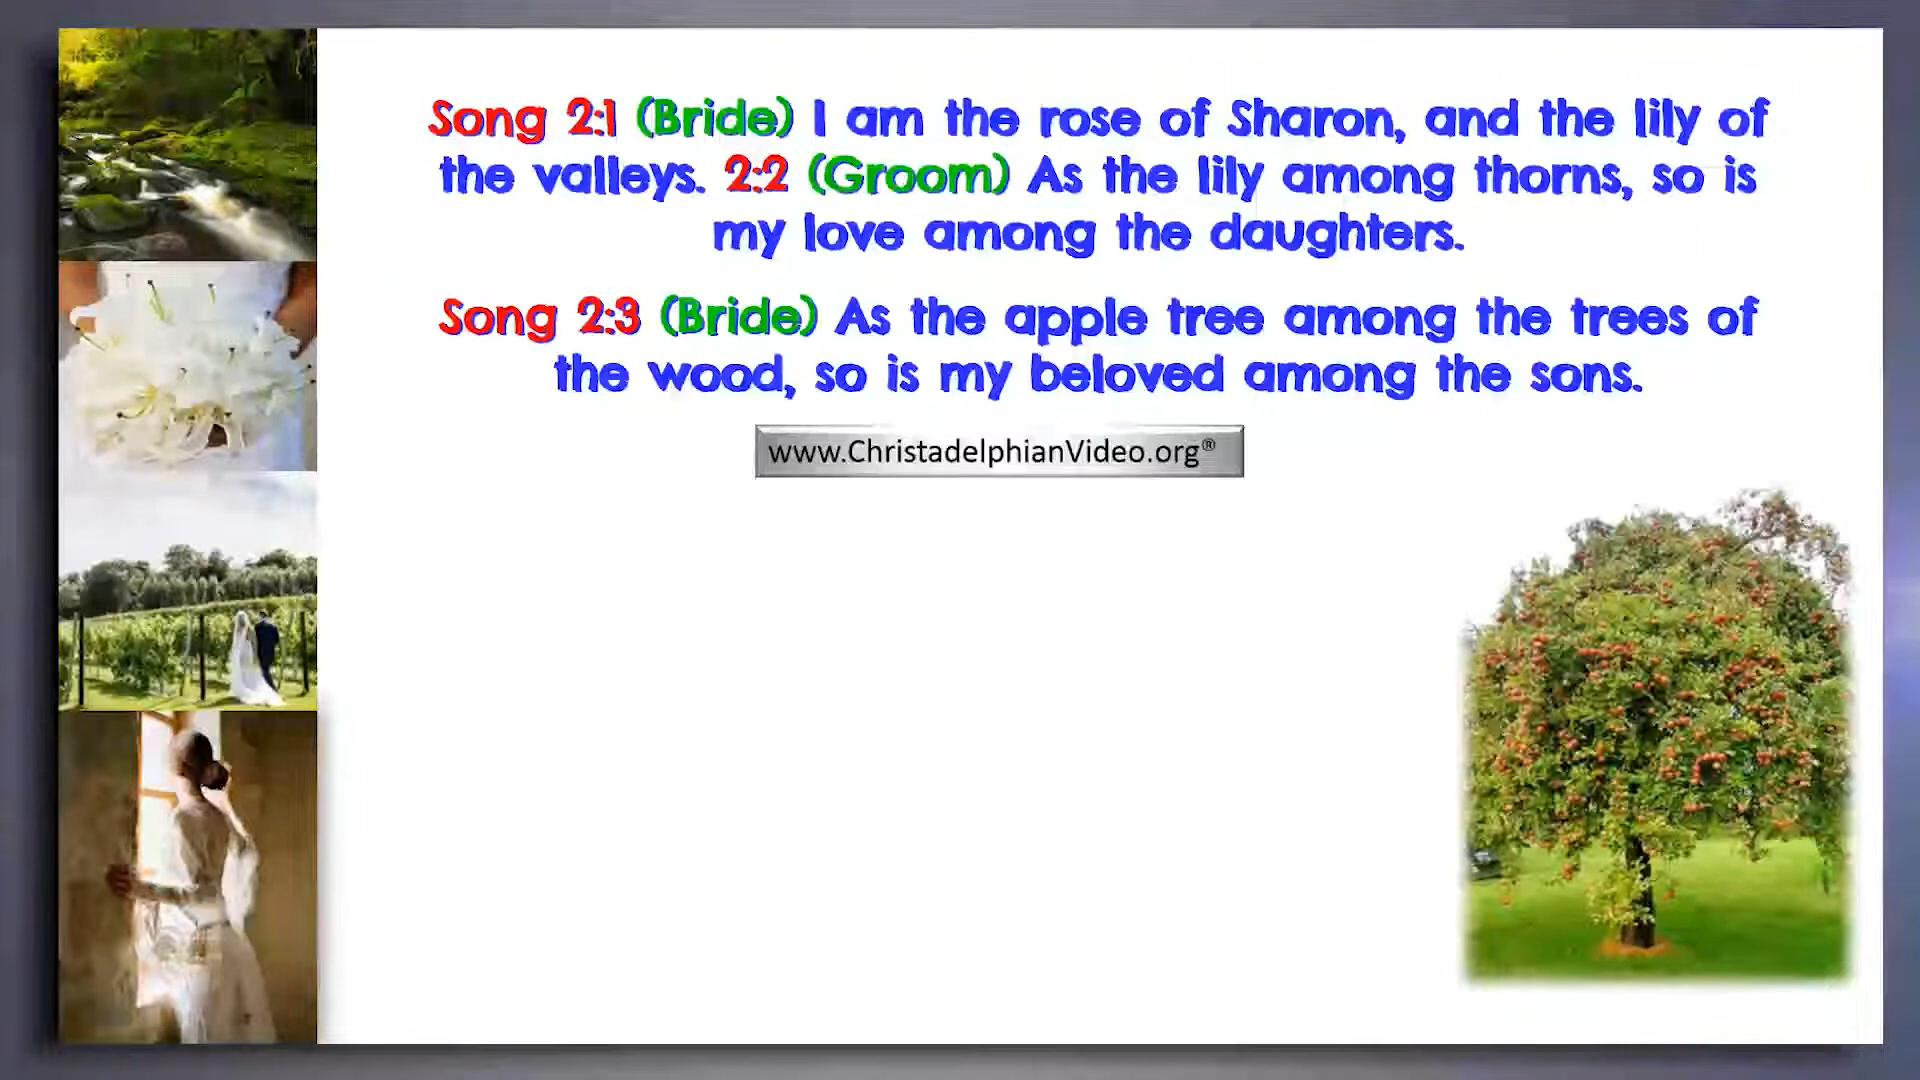 Song 2:1 (Bride) I am the rose of Sharon, and the lily of
the valleys. 2:2 (Groom) As the lily among thorns, so is
my love among the daughters.
Song 2:3 (Bride) As the apple tree among the trees of
the wood, so is my beloved among the sons.
www.ChristadelphianVideo.org®